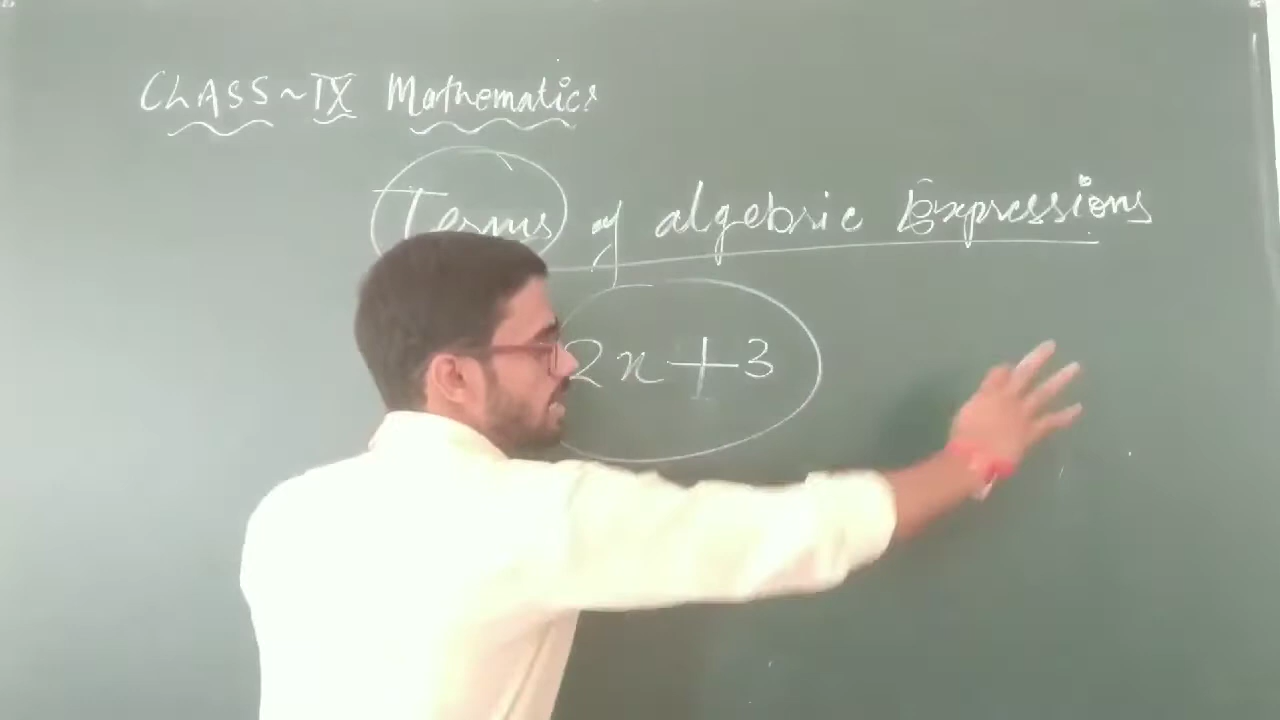 CLASS ~ IX Mathematics
Terms of algebric Expressions
2x + 3